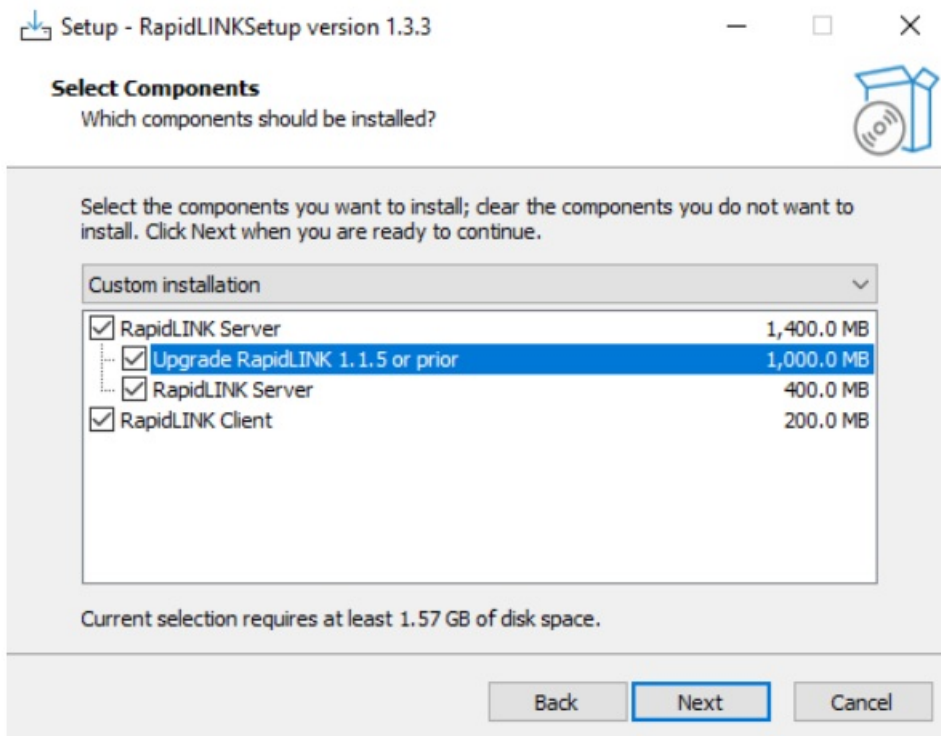 Setup - RapidLINKSetup version 1.3.3
Select Components
Which components should be installed?
Select the components you want to install; clear the components you do not want to
install. Click Next when you are ready to continue.
Custom installation
RapidLINK Server 1,400.0 MB
Upgrade RapidLINK 1.1.5 or prior 1,000.0 MB
RapidLINK Server 400.0 MB
RapidLINK Client 200.0 MB
Current selection requires at least 1.57 GB of disk space.
Back Next Cancel